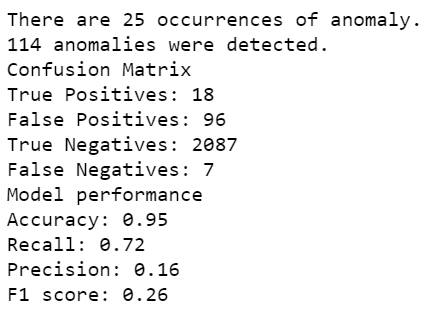 There are 25 occurrences of anomaly.
114 anomalies were detected.
Confusion Matrix
True Positives: 18
False Positives: 96
True Negatives: 2087
False Negatives: 7
Model performance
Accuracy: 0.95
Recall: 0.72
Precision: 0.16
F1 score: 0.26